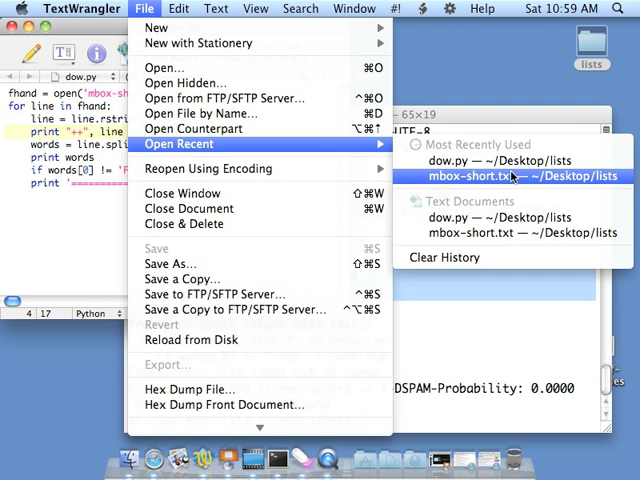 TextWrangler File Edit Text View Search Window #! Help Sat 10:59 AM
lists
dow.py
fhand = open('mbox-s
for line in fhand:
line = line.rstri
print "++", line
words = line.spli
print words
if words[0] != 'F
print '==============
4 17 Python
New
New with Stationery
Open... ⌘O
Open Hidden...
Open from FTP/SFTP Server... ^⌘O
Open File by Name... ⌘D
Open Counterpart ⌥⌘↑
Open Recent
Reopen Using Encoding
Close Window ⇧⌘W
Close Document ⌘W
Close & Delete
Save ⌘S
Save As... ⇧⌘S
Save a Copy...
Save to FTP/SFTP Server... ^⌘S
Save a Copy to FTP/SFTP Server... ^⌥⌘S
Revert
Reload from Disk
Export...
Hex Dump File...
Hex Dump Front Document...
65×19
UTE-8
Most Recently Used
dow.py — ~/Desktop/lists
mbox-short.txt — ~/Desktop/lists
Text Documents
dow.py — ~/Desktop/lists
mbox-short.txt — ~/Desktop/lists
Clear History
DSPAM-Probability: 0.0000